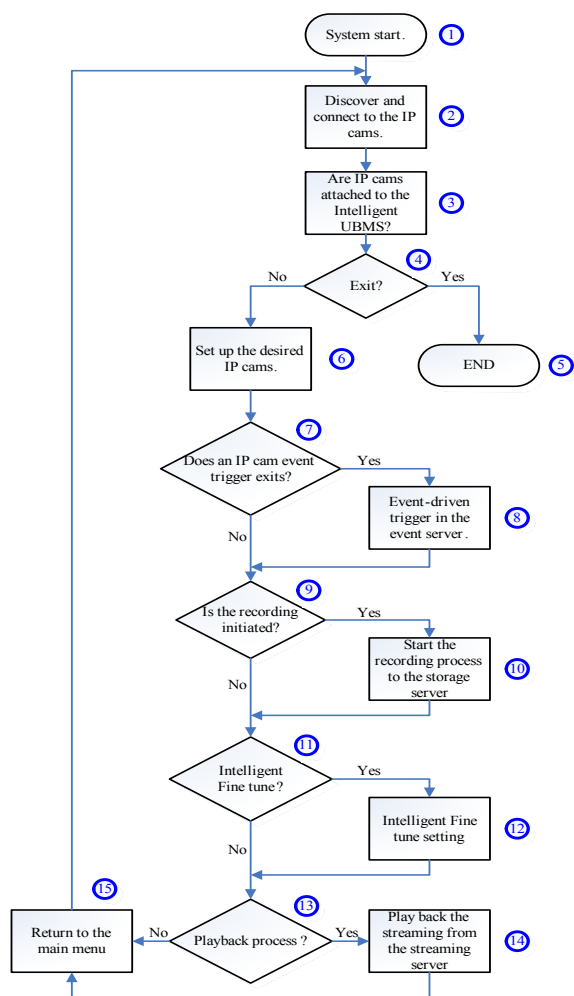 System start.
1
Discover and
connect to the IP
cams.
2
Are IP cams
attached to the
Intelligent
UBMS?
3
4
Exit?
No
Yes
END
5
Set up the desired
IP cams.
6
7
Does an IP cam event
trigger exits?
Yes
No
Event-driven
trigger in the
event server.
8
9
Is the recording
initiated?
Yes
No
Start the
recording process
to the storage
server
10
11
Intelligent
Fine tune?
Yes
No
Intelligent Fine
tune setting
12
13
Playback process ?
No
Yes
Play back the
streaming from
the streaming
server
14
15
Return to the
main menu